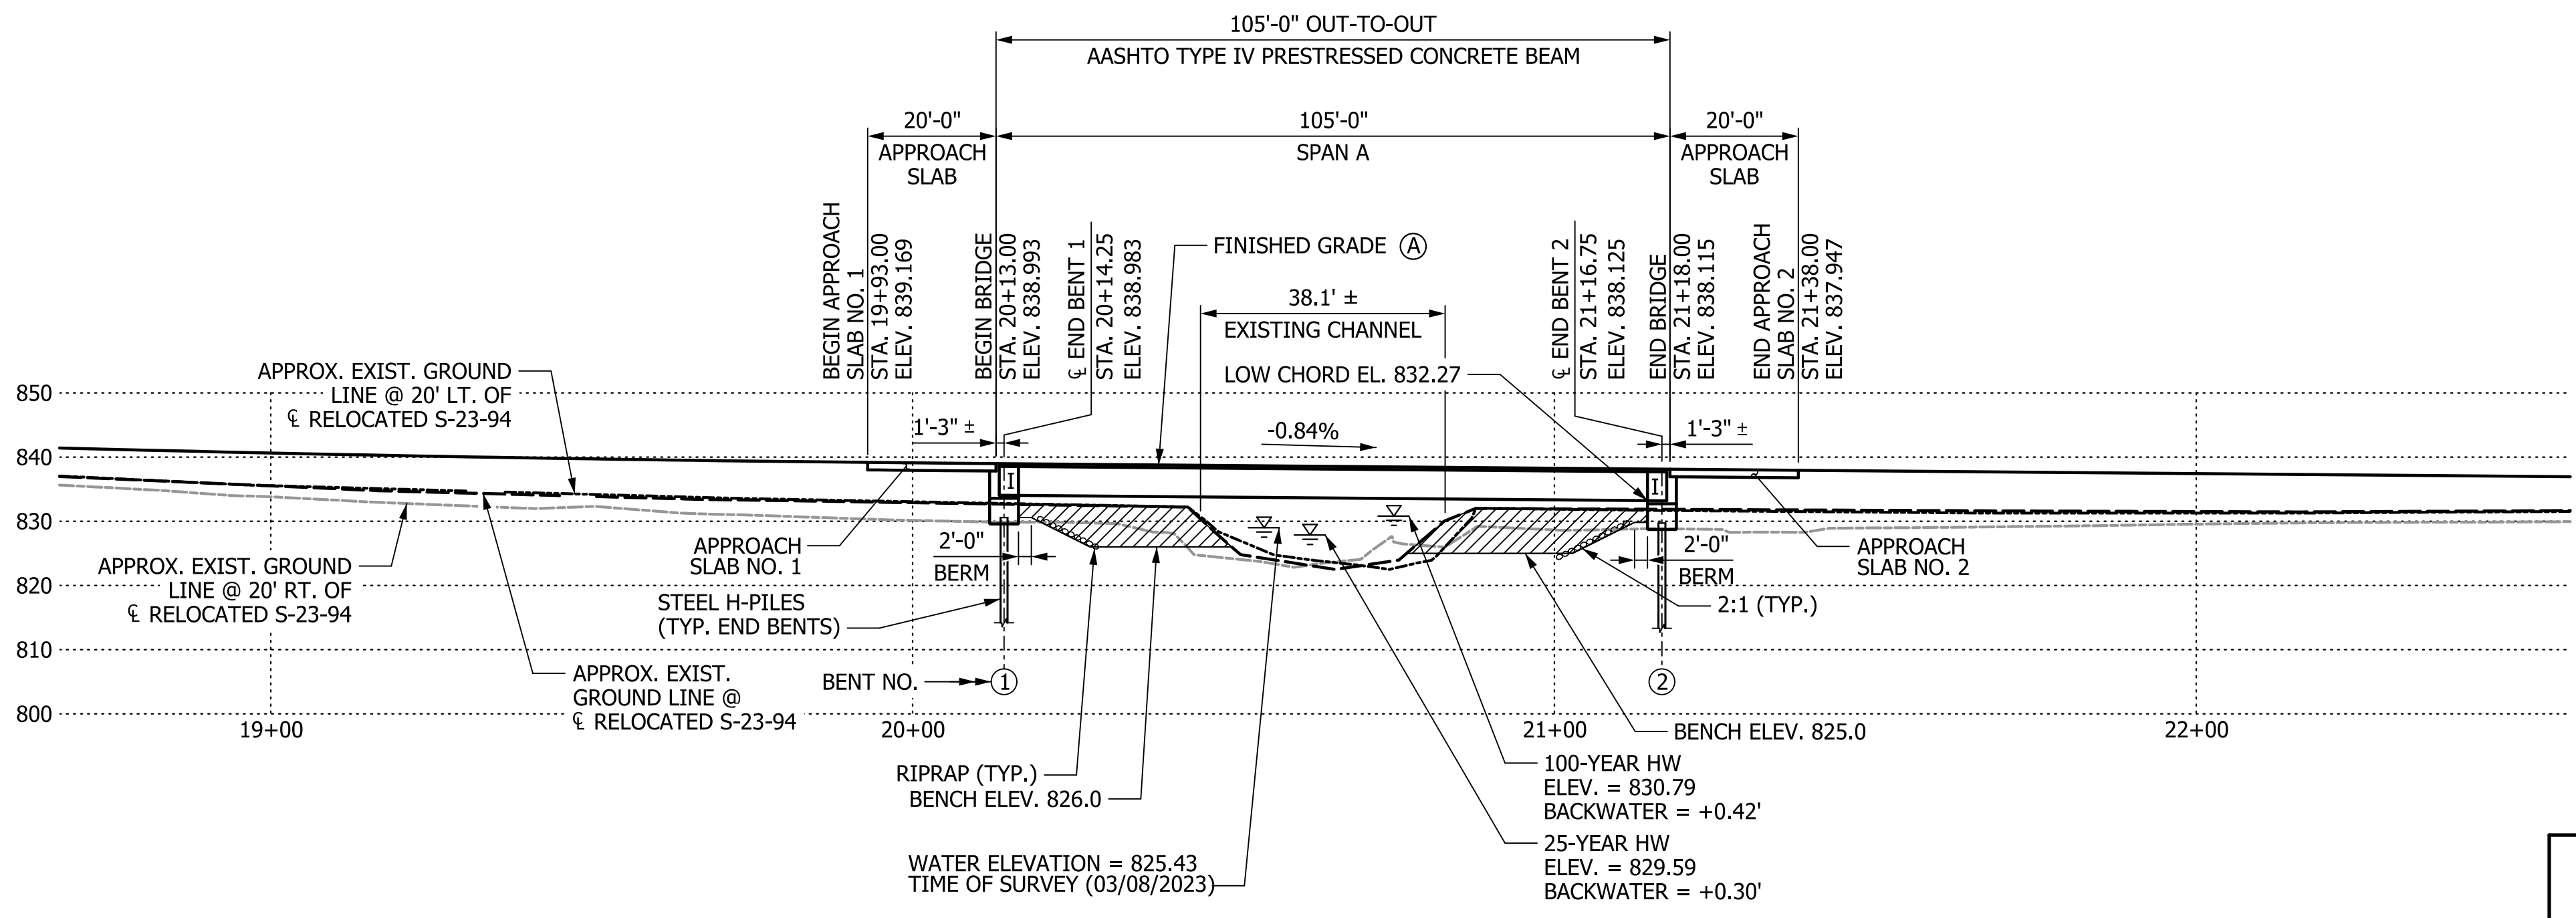 105'-0" OUT-TO-OUT
AASHTO TYPE IV PRESTRESSED CONCRETE BEAM
20'-0"
APPROACH
SLAB
105'-0"
SPAN A
20'-0"
APPROACH
SLAB
BEGIN APPROACH
SLAB NO. 1
STA. 19+93.00
ELEV. 839.169
BEGIN BRIDGE
STA. 20+13.00
ELEV. 838.993
℄ END BENT 1
STA. 20+14.25
ELEV. 838.983
FINISHED GRADE A
38.1' ±
EXISTING CHANNEL
LOW CHORD EL. 832.27
℄ END BENT 2
STA. 21+16.75
ELEV. 838.125
END BRIDGE
STA. 21+18.00
ELEV. 838.115
END APPROACH
SLAB NO. 2
STA. 21+38.00
ELEV. 837.947
APPROX. EXIST. GROUND
LINE @ 20' LT. OF
℄ RELOCATED S-23-94
850
840
830
820
810
800
1'-3" ±
-0.84%
1'-3" ±
I
I
APPROX. EXIST. GROUND
LINE @ 20' RT. OF
℄ RELOCATED S-23-94
APPROACH
SLAB NO. 1
2'-0"
BERM
2'-0"
BERM
APPROACH
SLAB NO. 2
STEEL H-PILES
(TYP. END BENTS)
2:1 (TYP.)
APPROX. EXIST.
GROUND LINE @
℄ RELOCATED S-23-94
BENT NO.
1
2
19+00
20+00
21+00
22+00
BENCH ELEV. 825.0
RIPRAP (TYP.)
BENCH ELEV. 826.0
100-YEAR HW
ELEV. = 830.79
BACKWATER = +0.42'
25-YEAR HW
ELEV. = 829.59
BACKWATER = +0.30'
WATER ELEVATION = 825.43
TIME OF SURVEY (03/08/2023)